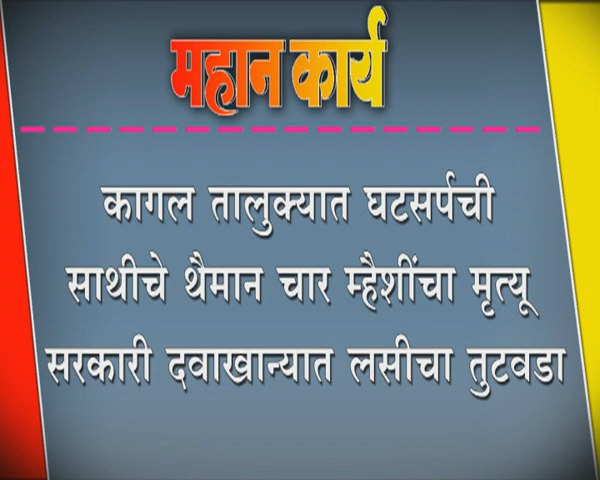 महान कार्य
कागल तालुक्यात घटसर्पची
साथीचे थैमान चार म्हैशींचा मृत्यू
सरकारी दवाखान्यात लसीचा तुटवडा